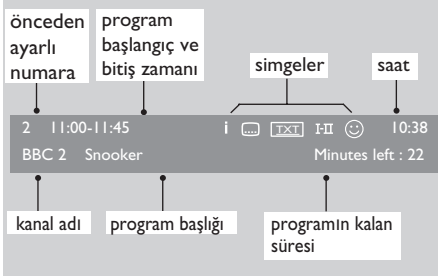 önceden
ayarlı
numara
program
başlangıç ve
bitiş zamanı
simgeler
saat
2 11:00-11:45 i .... TXT I-II 10:38
BBC 2 Snooker Minutes left : 22
kanal adı
program başlığı
programın kalan
süresi